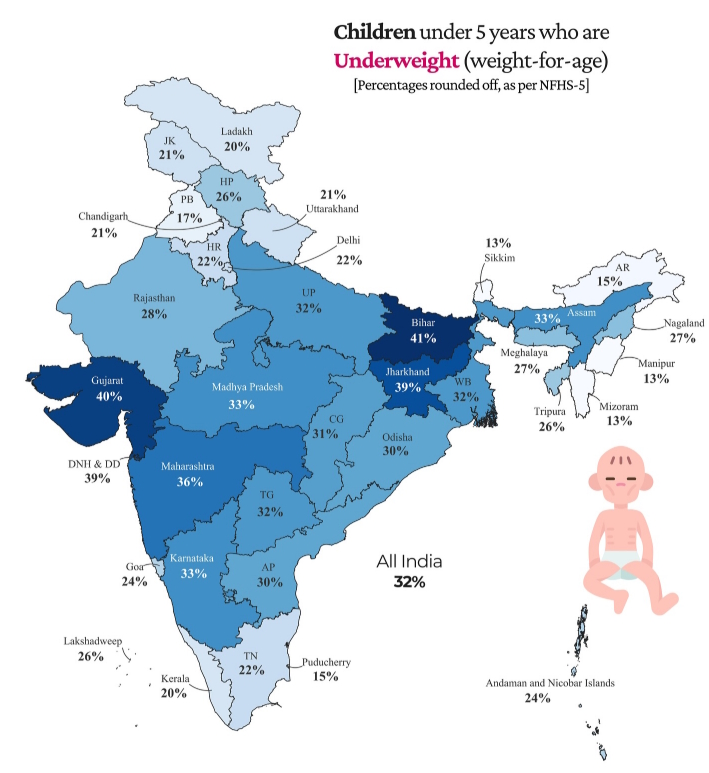 Children under 5 years who are
Underweight (weight-for-age)
[Percentages rounded off, as per NFHS-5]
Ladakh
20%
JK
21%
HP
26%
PB
17%
21%
Uttarakhand
Chandigarh
21%
HR
22%
Delhi
22%
Rajasthan
28%
UP
32%
Bihar
41%
13%
Sikkim
AR
15%
33% Assam
Nagaland
27%
Meghalaya
27%
Manipur
13%
Tripura
26%
Mizoram
13%
Gujarat
40%
Madhya Pradesh
33%
Jharkhand
39%
WB
32%
CG
31%
Odisha
30%
DNH & DD
39%
Maharashtra
36%
TG
32%
Goa
24%
Karnataka
33%
AP
30%
All India
32%
Lakshadweep
26%
Kerala
20%
TN
22%
Puducherry
15%
Andaman and Nicobar Islands
24%